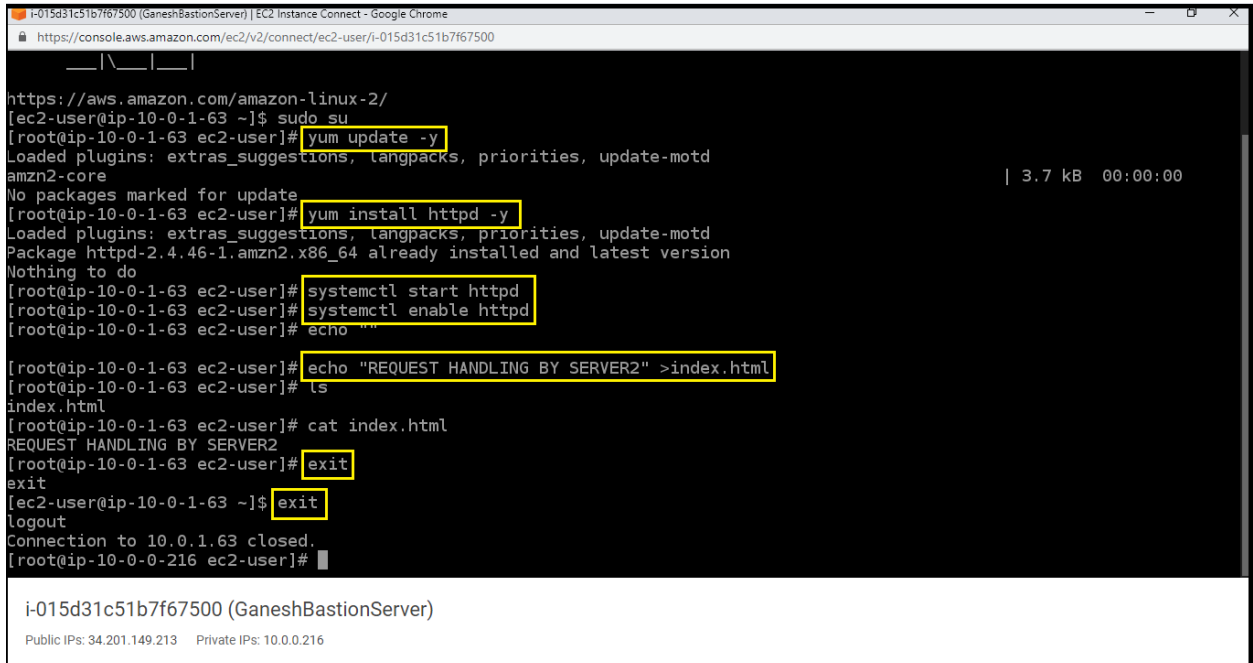 i-015d31c51b7f67500 (GaneshBastionServer) | EC2 Instance Connect - Google Chrome
https://console.aws.amazon.com/ec2/v2/connect/ec2-user/i-015d31c51b7f67500
___|\___|___|
https://aws.amazon.com/amazon-linux-2/
[ec2-user@ip-10-0-1-63 ~]$ sudo su
[root@ip-10-0-1-63 ec2-user]# yum update -y
Loaded plugins: extras_suggestions, langpacks, priorities, update-motd
amzn2-core | 3.7 kB 00:00:00
No packages marked for update
[root@ip-10-0-1-63 ec2-user]# yum install httpd -y
Loaded plugins: extras_suggestions, langpacks, priorities, update-motd
Package httpd-2.4.46-1.amzn2.x86_64 already installed and latest version
Nothing to do
[root@ip-10-0-1-63 ec2-user]# systemctl start httpd
[root@ip-10-0-1-63 ec2-user]# systemctl enable httpd
[root@ip-10-0-1-63 ec2-user]# echo ""
[root@ip-10-0-1-63 ec2-user]# echo "REQUEST HANDLING BY SERVER2" >index.html
[root@ip-10-0-1-63 ec2-user]# ls
index.html
[root@ip-10-0-1-63 ec2-user]# cat index.html
REQUEST HANDLING BY SERVER2
[root@ip-10-0-1-63 ec2-user]# exit
exit
[ec2-user@ip-10-0-1-63 ~]$ exit
logout
Connection to 10.0.1.63 closed.
[root@ip-10-0-0-216 ec2-user]#
i-015d31c51b7f67500 (GaneshBastionServer)
Public IPs: 34.201.149.213 Private IPs: 10.0.0.216